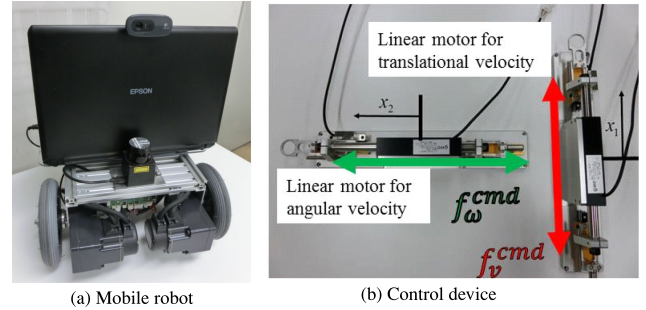 EPSON
(a) Mobile robot
Linear motor for
translational velocity
x₂
x₁
Linear motor for
angular velocity
f_ω^cmd
f_v^cmd
(b) Control device